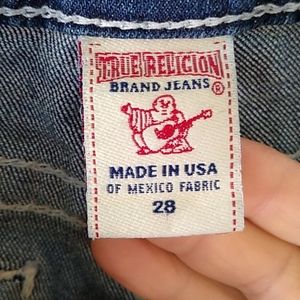 TRUE RELIGION
BRAND JEANS ®
MADE IN USA
OF MEXICO FABRIC
28